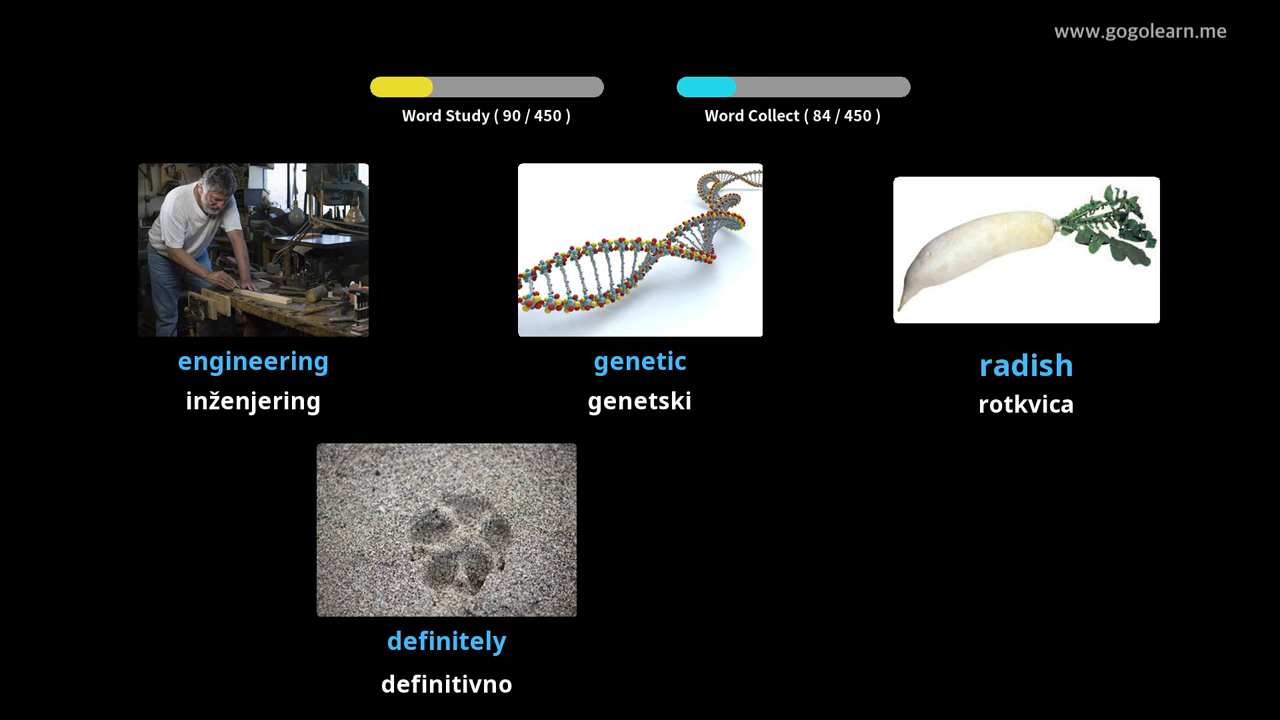 www.gogolearn.me
Word Study ( 90 / 450 )
Word Collect ( 84 / 450 )
engineering
inženjering
genetic
genetski
radish
rotkvica
definitely
definitivno